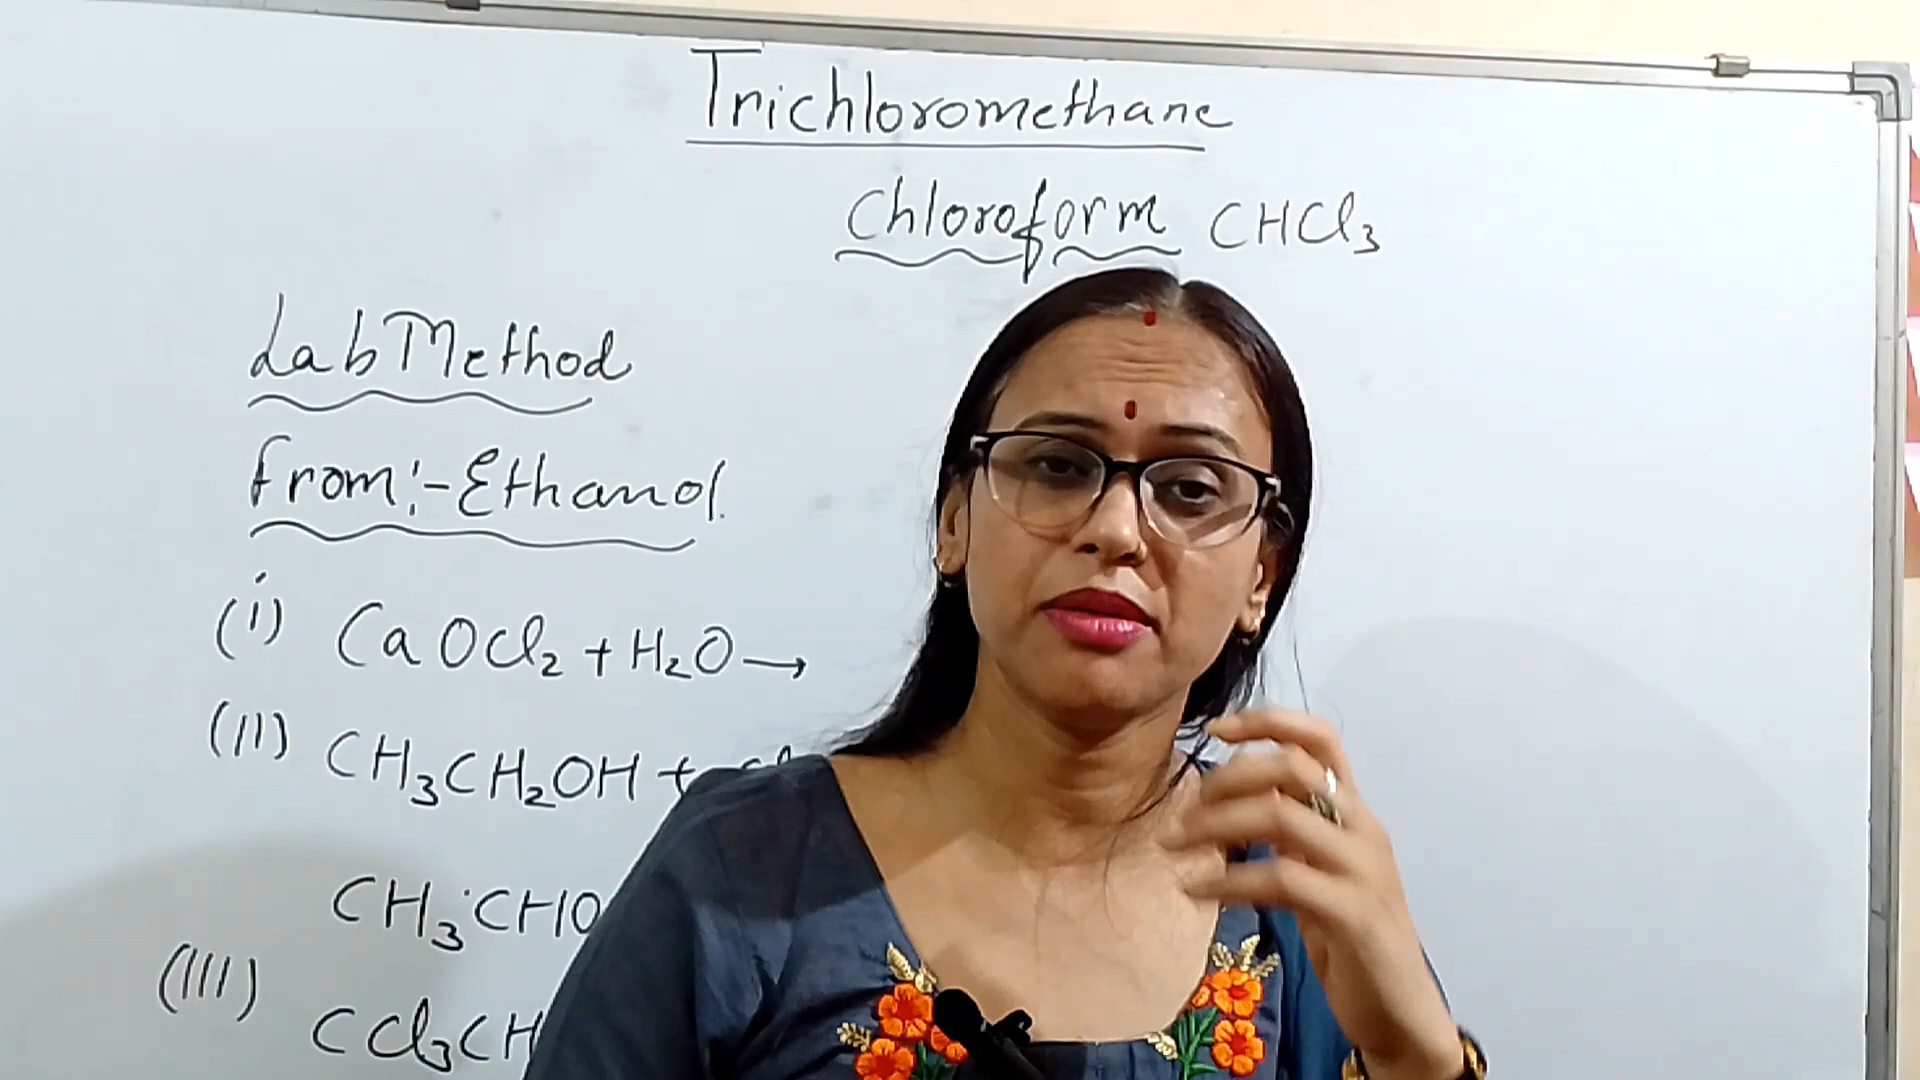 Trichloromethane
Chloroform CHCl₃
Lab Method
from:- Ethanol
(i) CaOCl₂ + H₂O →
(II) CH₃CH₂OH +
CH₃CHO
(III)
CCl₃CH